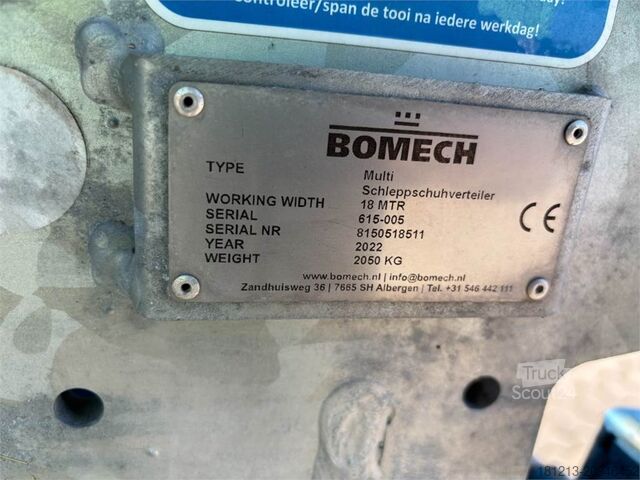 controleer/span de tooi na iedere werkdag!
BOMECH
TYPE Multi
Schleppschuhverteiler
WORKING WIDTH 18 MTR
SERIAL 615-005
SERIAL NR 8150518511
YEAR 2022
WEIGHT 2050 KG
CE
www.bomech.nl | info@bomech.nl
Zandhuisweg 36 | 7665 SH Albergen | Tel. +31 546 442 111
Truck
Scout24